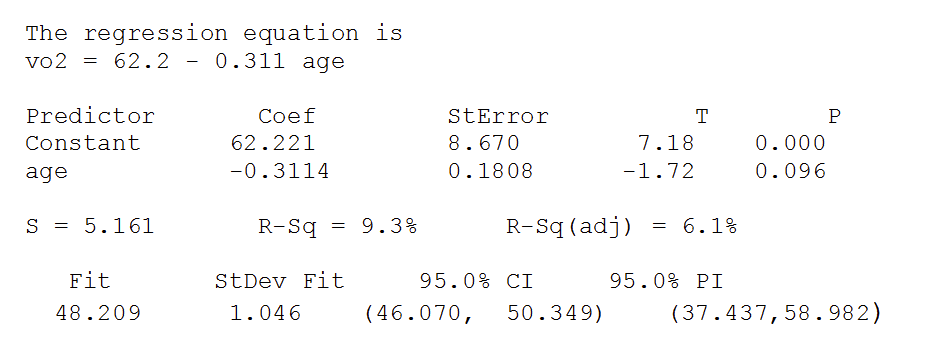 The regression equation is
vo2 = 62.2 - 0.311 age
Predictor Coef StError T P
Constant 62.221 8.670 7.18 0.000
age -0.3114 0.1808 -1.72 0.096
S = 5.161 R-Sq = 9.3% R-Sq(adj) = 6.1%
Fit StDev Fit 95.0% CI 95.0% PI
48.209 1.046 (46.070, 50.349) (37.437,58.982)